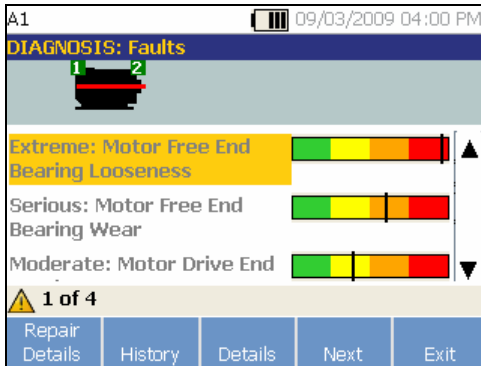 A1 09/03/2009 04:00 PM
DIAGNOSIS: Faults
1 2
Extreme: Motor Free End
Bearing Looseness
Serious: Motor Free End
Bearing Wear
Moderate: Motor Drive End
1 of 4
Repair
Details History Details Next Exit